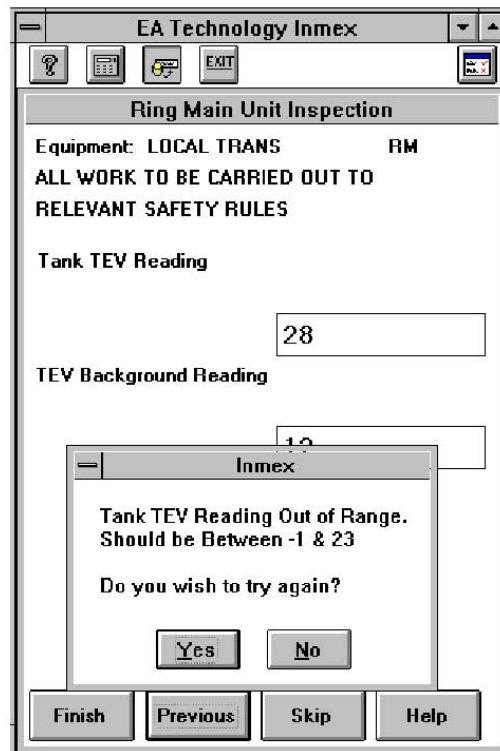 EA Technology Inmex
? EXIT
Ring Main Unit Inspection
Equipment: LOCAL TRANS RM
ALL WORK TO BE CARRIED OUT TO
RELEVANT SAFETY RULES
Tank TEV Reading
28
TEV Background Reading
Inmex
Tank TEV Reading Out of Range.
Should be Between -1 & 23
Do you wish to try again?
Yes No
Finish Previous Skip Help